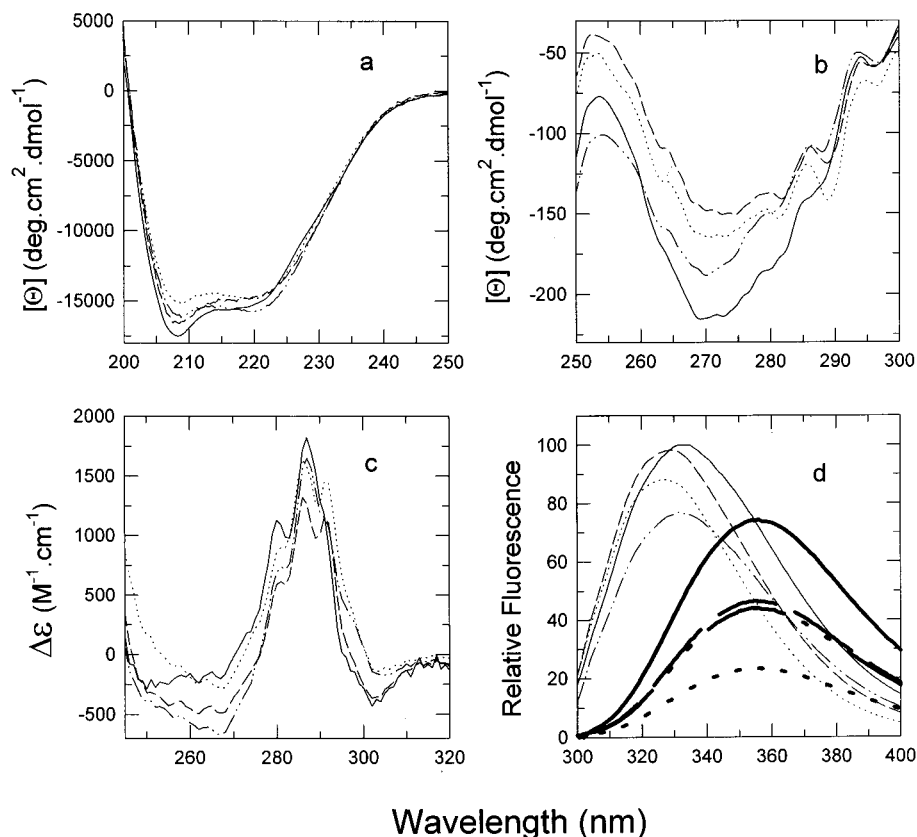 a
[Θ] (deg.cm².dmol⁻¹)
5000
0
-5000
-10000
-15000
200 210 220 230 240 250
b
[Θ] (deg.cm².dmol⁻¹)
-50
-100
-150
-200
250 260 270 280 290 300
c
Δε (M⁻¹.cm⁻¹)
2000
1500
1000
500
0
-500
260 280 300 320
d
Relative Fluorescence
100
80
60
40
20
0
300 320 340 360 380 400
Wavelength (nm)